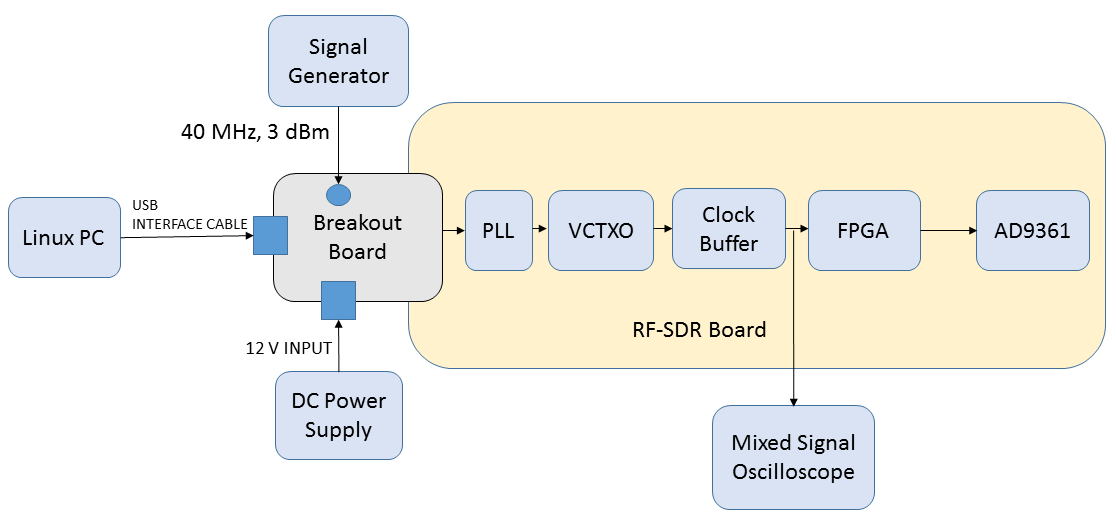 Signal
Generator
40 MHz, 3 dBm
USB
INTERFACE CABLE
Linux PC
Breakout
Board
PLL
VCTXO
Clock
Buffer
FPGA
AD9361
RF-SDR Board
12 V INPUT
DC Power
Supply
Mixed Signal
Oscilloscope